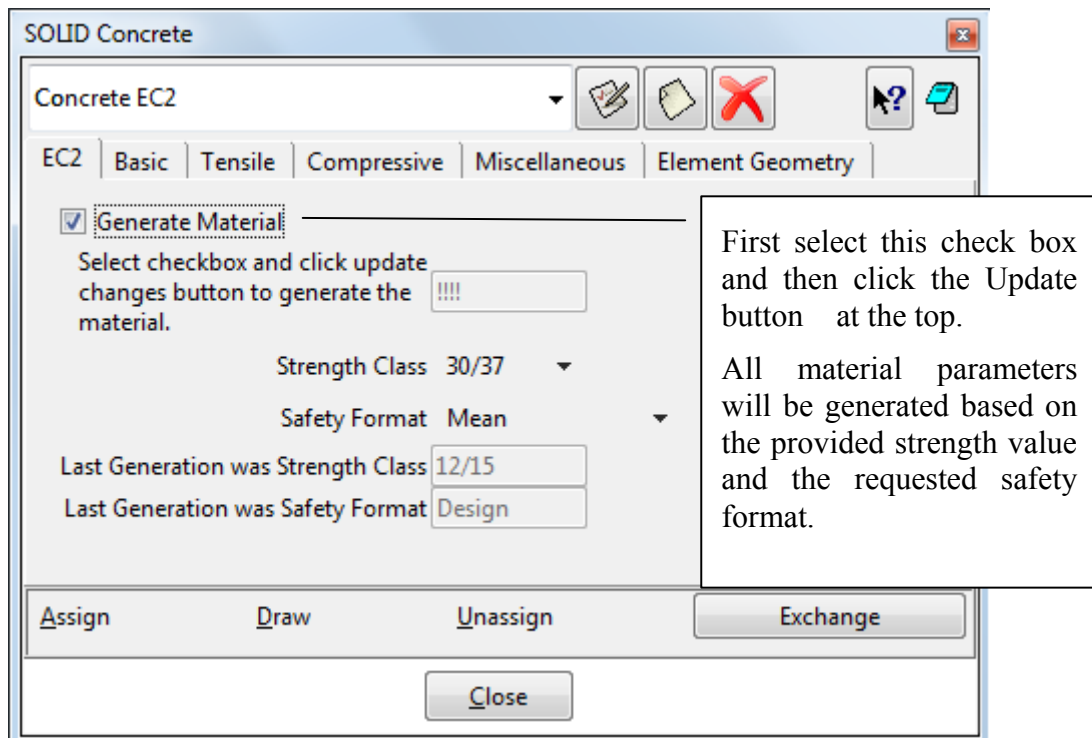 SOLID Concrete
Concrete EC2
EC2 Basic Tensile Compressive Miscellaneous Element Geometry
Generate Material
Select checkbox and click update
changes button to generate the
material.
!!!!
Strength Class 30/37
Safety Format Mean
Last Generation was Strength Class 12/15
Last Generation was Safety Format Design
First select this check box
and then click the Update
button at the top.
All material parameters
will be generated based on
the provided strength value
and the requested safety
format.
Assign Draw Unassign Exchange
Close